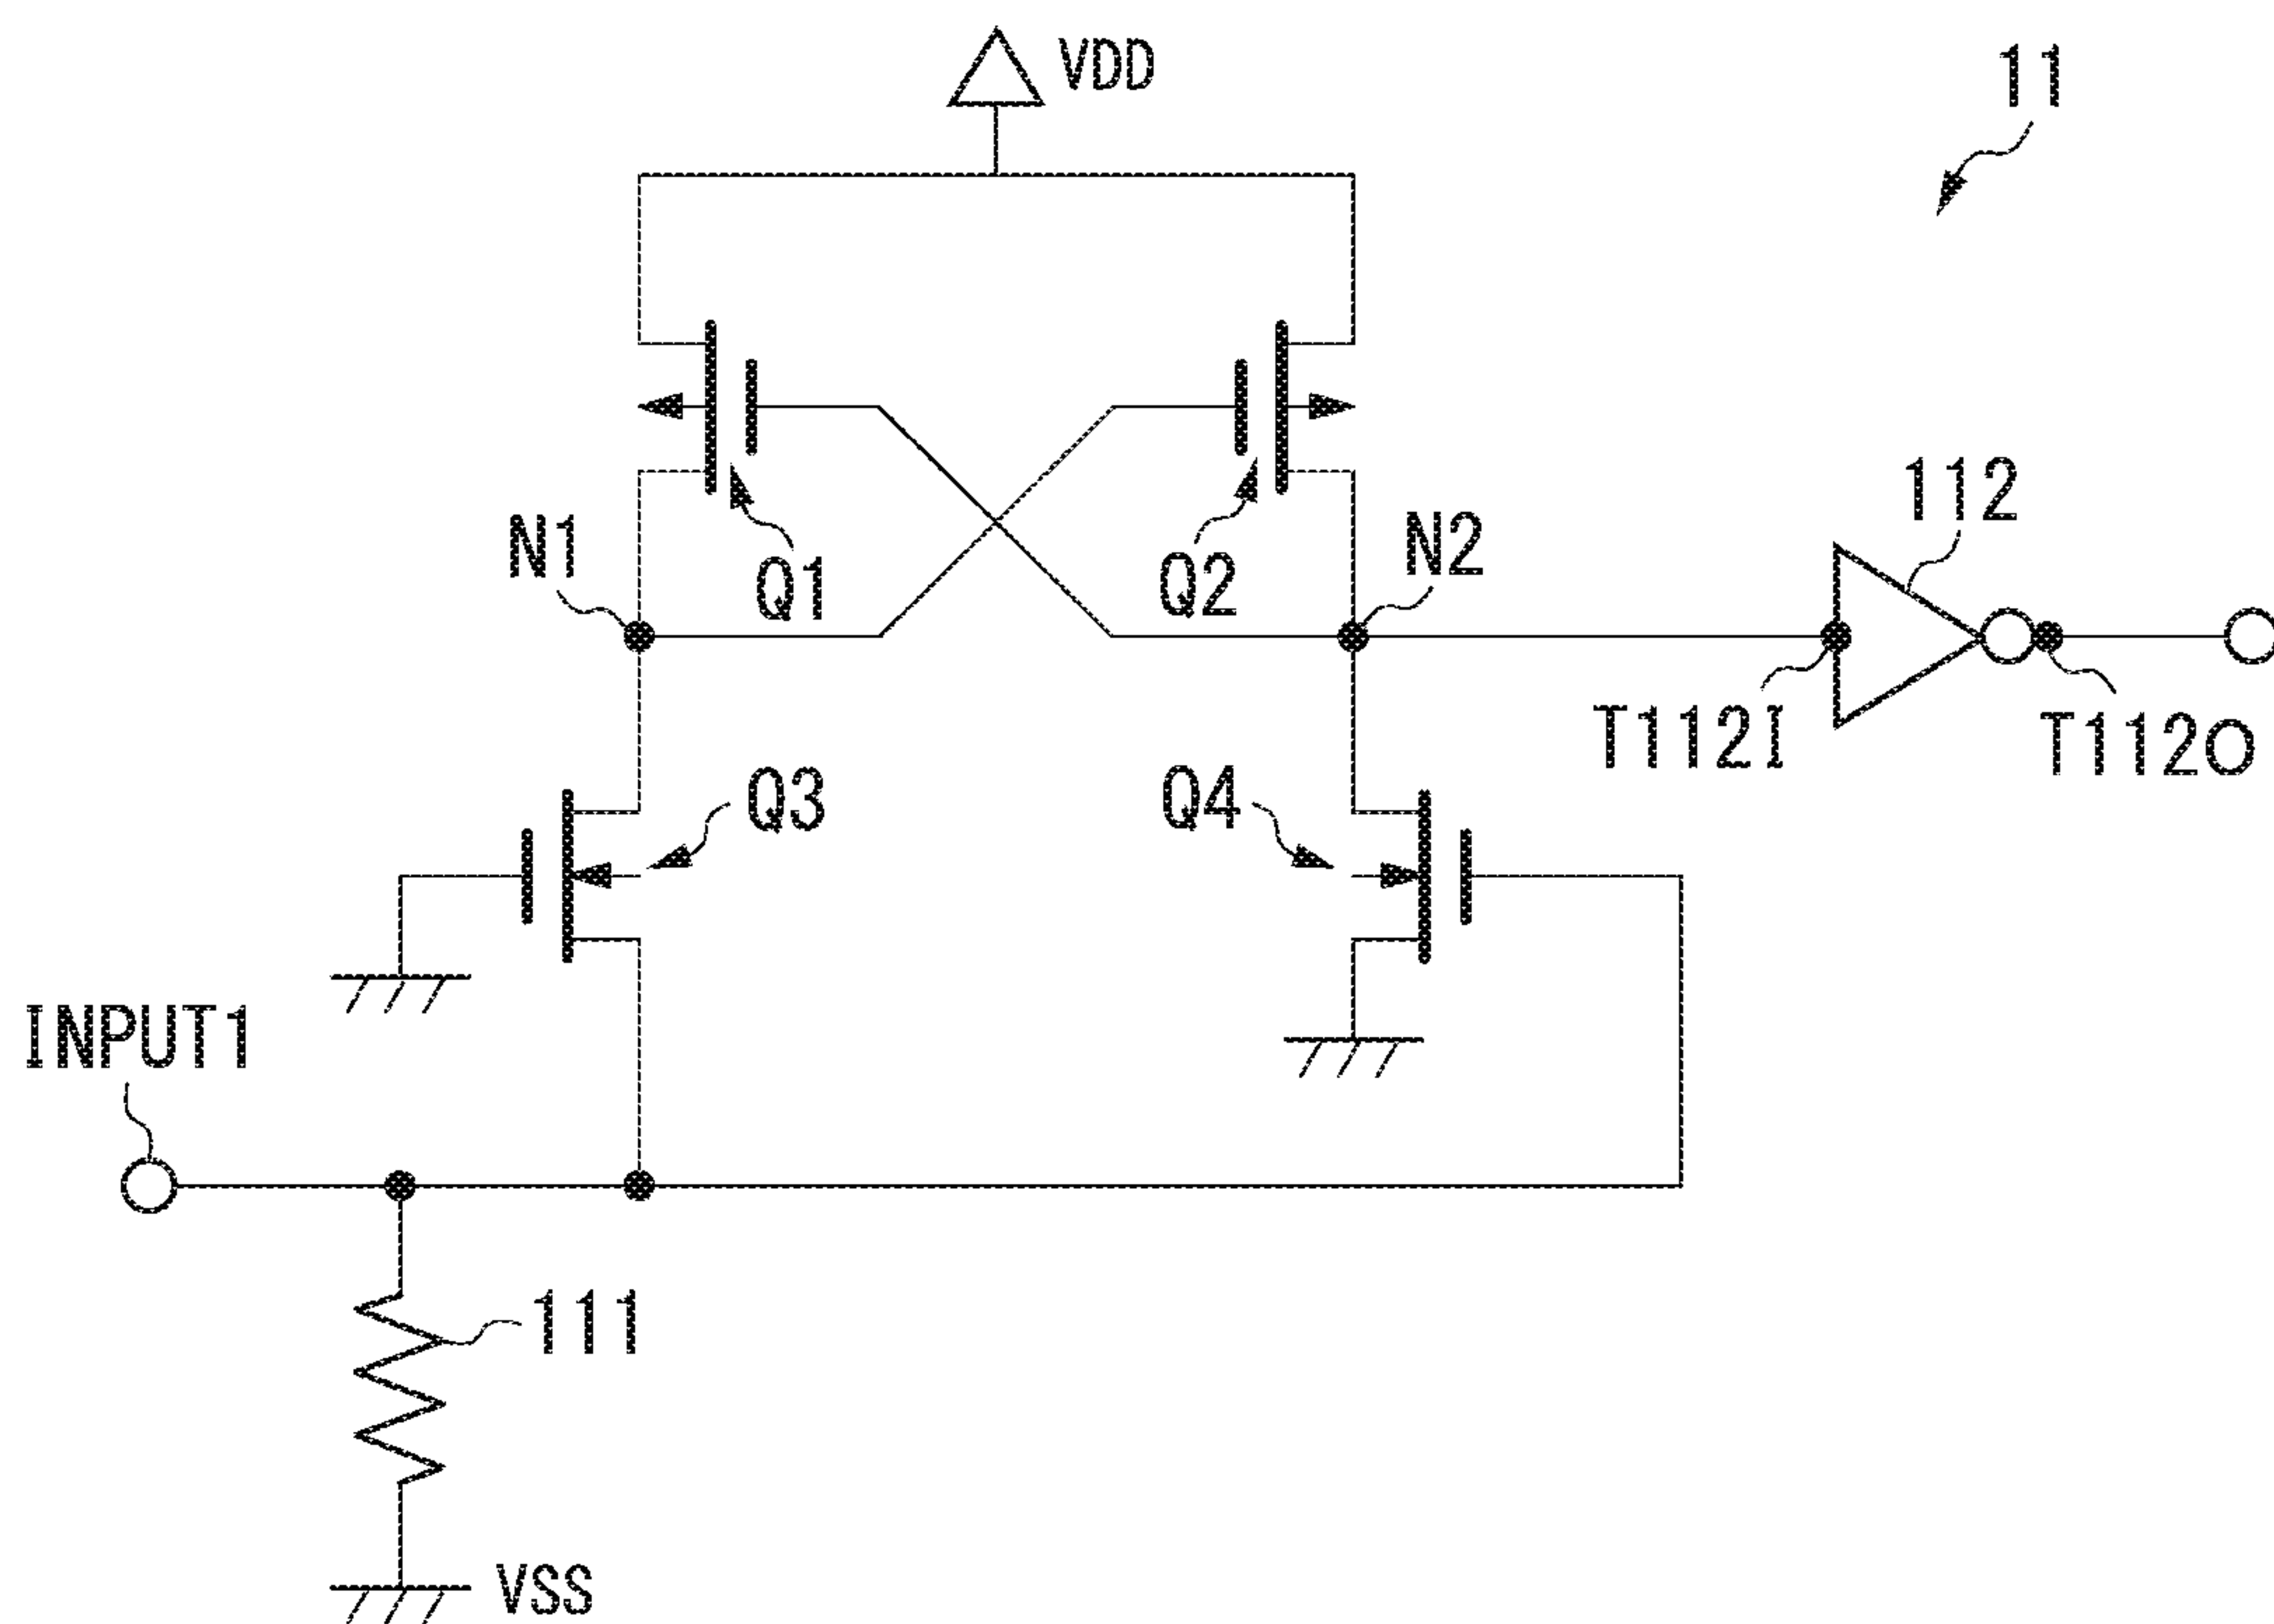 VDD
11
112
N1
Q1
Q2
N2
T112I
T112O
Q3
Q4
INPUT1
111
VSS